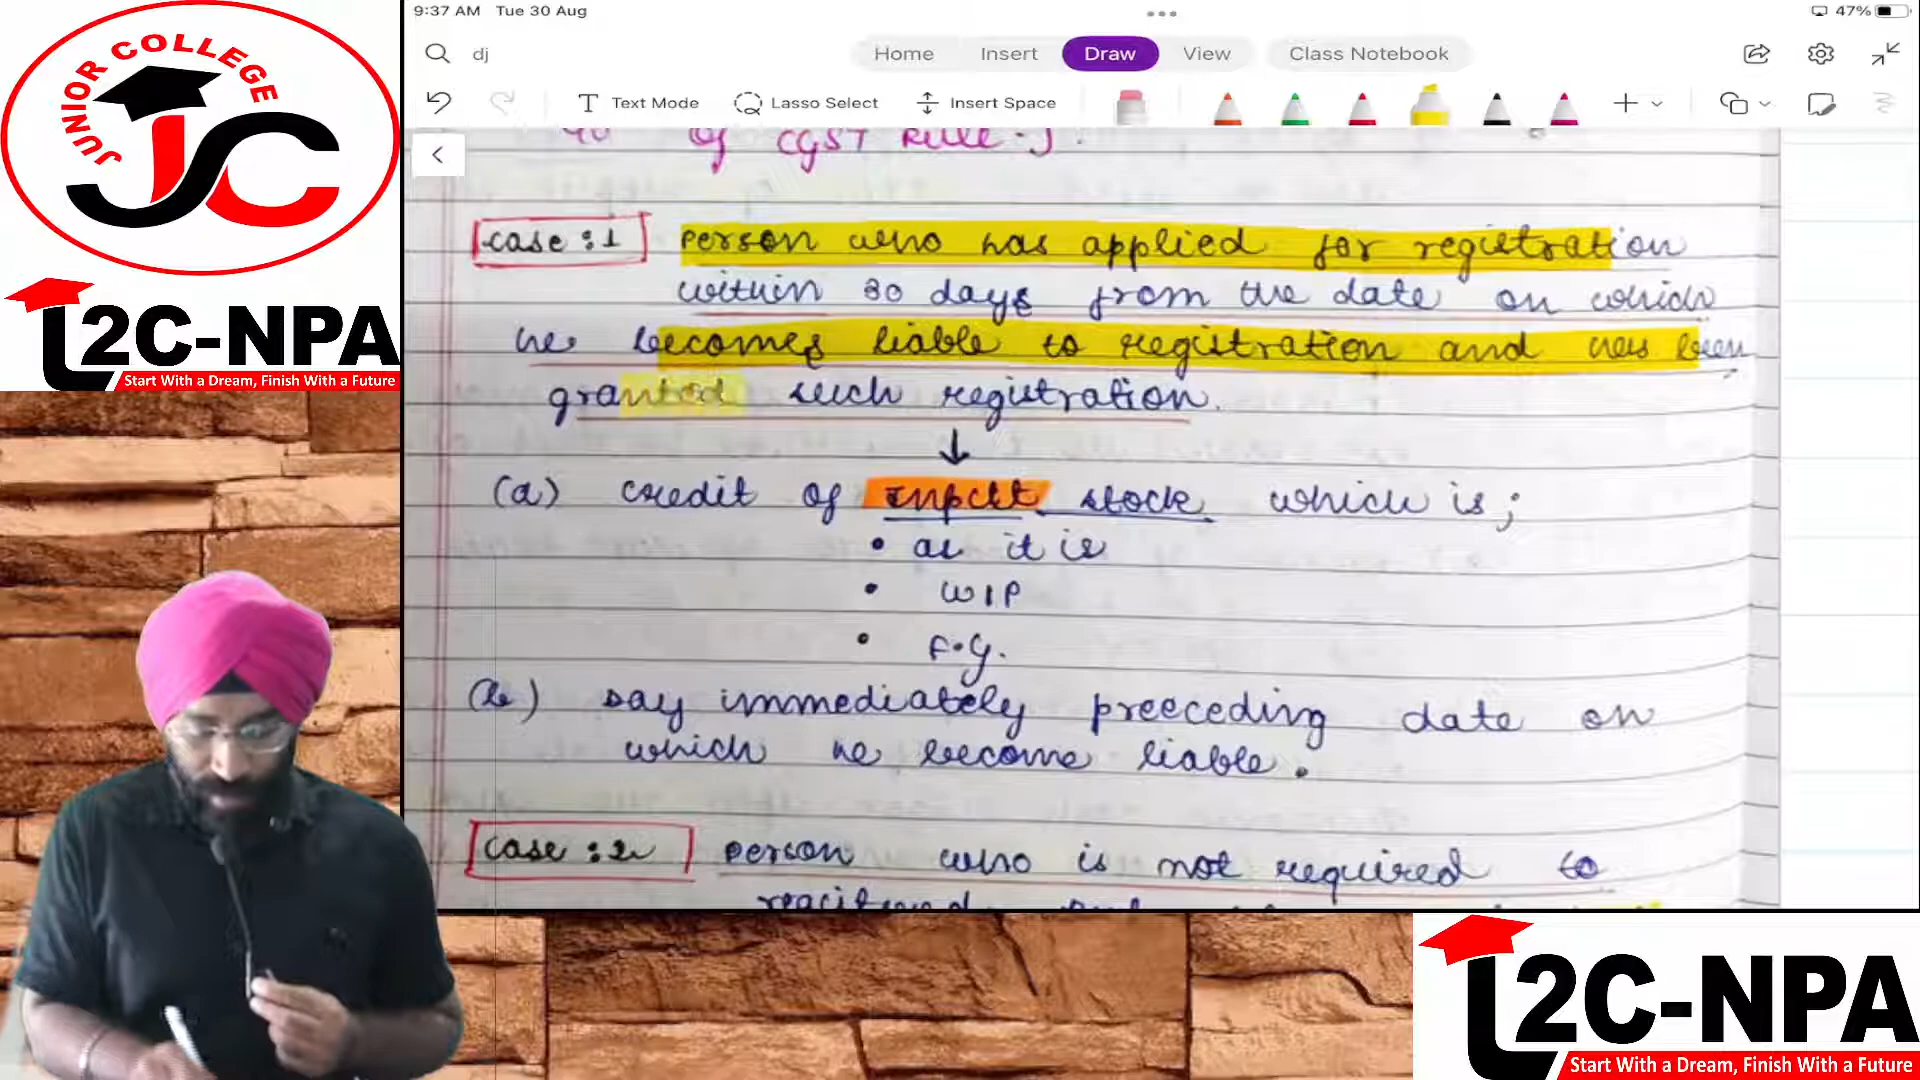 JUNIOR COLLEGE
JC
L2C-NPA
Start With a Dream, Finish With a Future
9:37 AM Tue 30 Aug
47%
dj
Home Insert Draw View Class Notebook
Text Mode Lasso Select Insert Space
of CGST Rule
case :1 Person who has applied for registration
within 30 days from the date on which
he becomes liable to registration and has been
granted such registration.
(a) credit of Input stock which is ;
• as it is
• WIP
• F.G.
(b) say immediately preeceding date on
which he become liable.
case :2 Person who is not required to
L2C-NPA
Start With a Dream, Finish With a Future